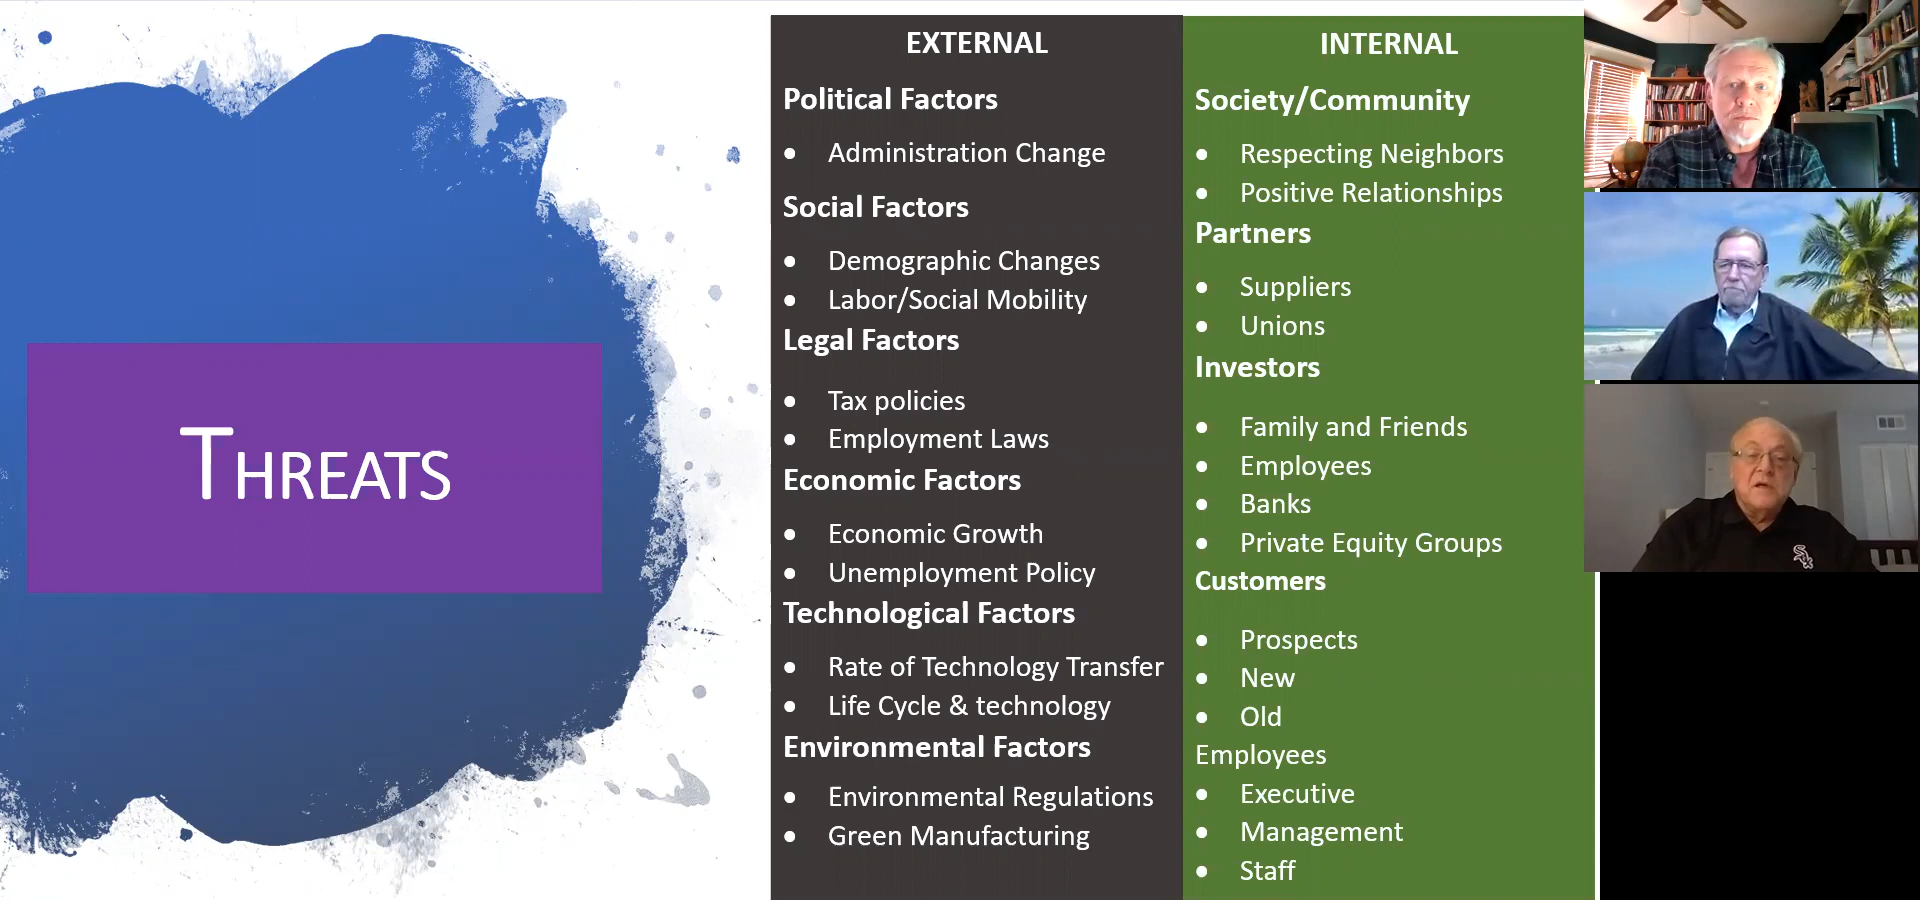 THREATS
EXTERNAL
Political Factors
• Administration Change
Social Factors
• Demographic Changes
• Labor/Social Mobility
Legal Factors
• Tax policies
• Employment Laws
Economic Factors
• Economic Growth
• Unemployment Policy
Technological Factors
• Rate of Technology Transfer
• Life Cycle & technology
Environmental Factors
• Environmental Regulations
• Green Manufacturing
INTERNAL
Society/Community
• Respecting Neighbors
• Positive Relationships
Partners
• Suppliers
• Unions
Investors
• Family and Friends
• Employees
• Banks
• Private Equity Groups
Customers
• Prospects
• New
• Old
Employees
• Executive
• Management
• Staff
Sox